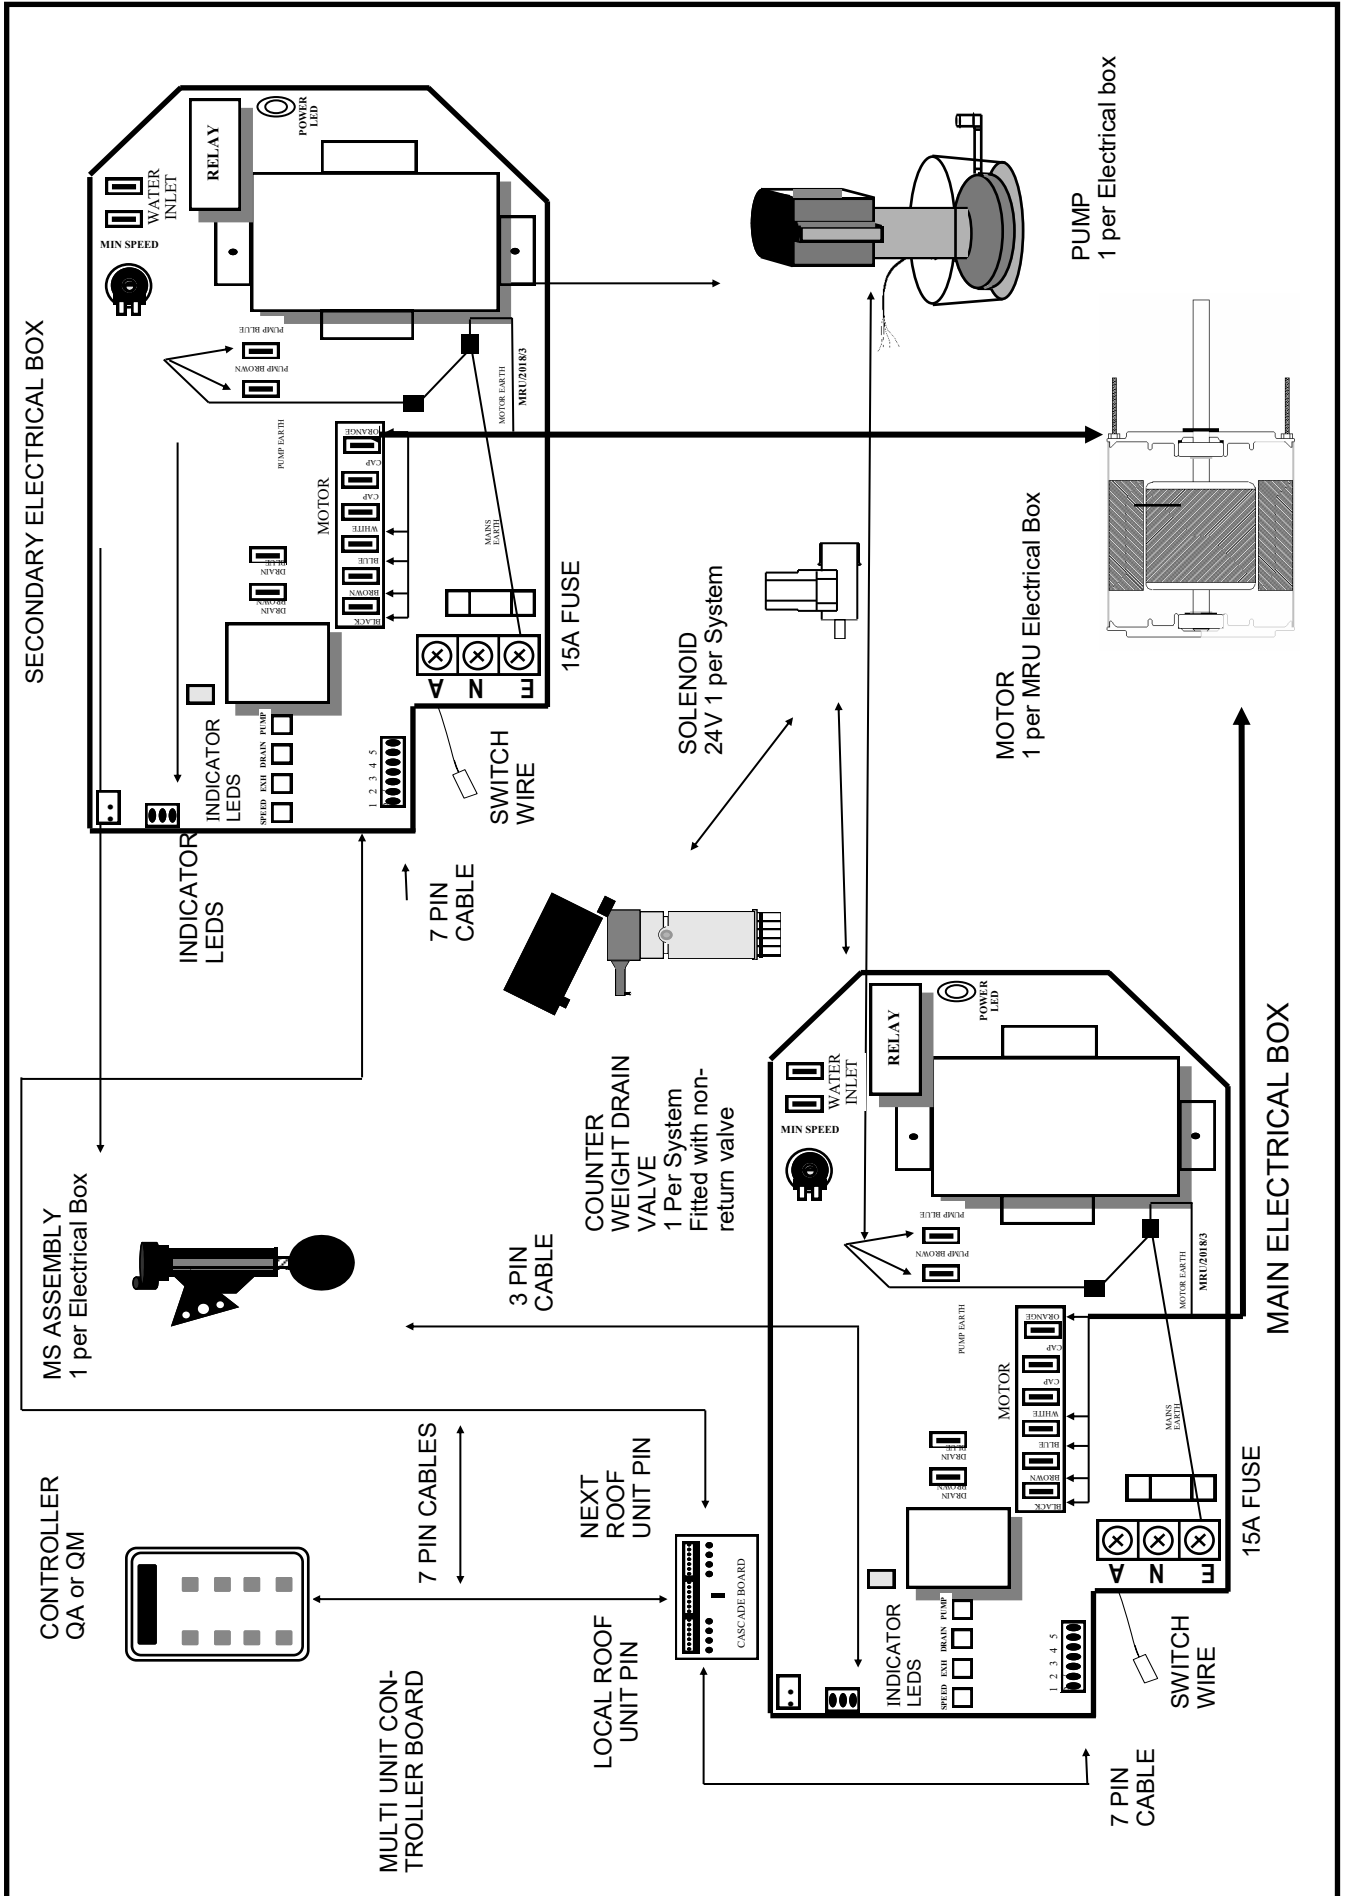 CONTROLLER
QA or QM
MS ASSEMBLY
1 per Electrical Box
SECONDARY ELECTRICAL BOX
MULTI UNIT CON-
TROLLER BOARD
7 PIN CABLES
LOCAL ROOF
UNIT PIN
NEXT
ROOF
UNIT PIN
CASCADE BOARD
3 PIN
CABLE
COUNTER
WEIGHT DRAIN
VALVE
1 Per System
Fitted with non-
return valve
INDICATOR
LEDS
7 PIN
CABLE
INDICATOR
LEDS
SPEED
EXH
DRAIN
PUMP
1 2 3 4 5
SWITCH
WIRE
A
N
E
15A FUSE
DRAIN
BROWN
DRAIN
BLUE
MOTOR
BLACK
BROWN
BLUE
WHITE
CAP
CAP
ORANGE
MAINS
EARTH
PUMP EARTH
PUMP BROWN
PUMP BLUE
MOTOR EARTH
MRU/2018/3
MIN SPEED
WATER
INLET
RELAY
POWER
LED
SOLENOID
24V 1 per System
MOTOR
1 per MRU Electrical Box
PUMP
1 per Electrical box
7 PIN
CABLE
INDICATOR
LEDS
SPEED
EXH
DRAIN
PUMP
1 2 3 4 5
SWITCH
WIRE
A
N
E
15A FUSE
DRAIN
BROWN
DRAIN
BLUE
MOTOR
BLACK
BROWN
BLUE
WHITE
CAP
CAP
ORANGE
MAINS
EARTH
PUMP EARTH
PUMP BROWN
PUMP BLUE
MOTOR EARTH
MRU/2018/3
MIN SPEED
WATER
INLET
RELAY
POWER
LED
MAIN ELECTRICAL BOX